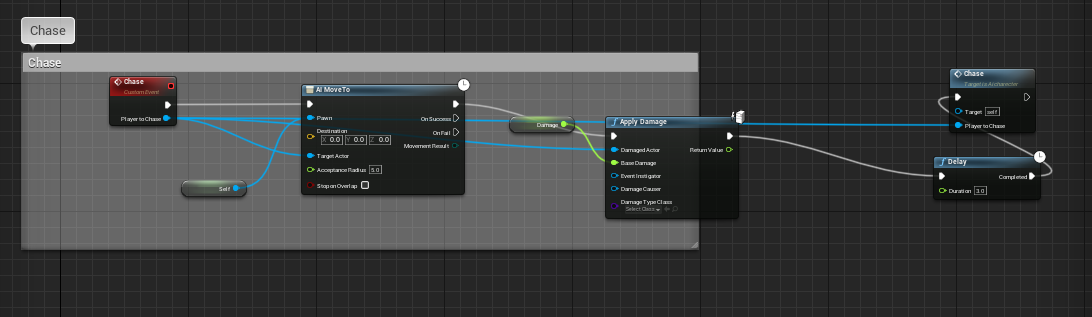 Chase
Chase
Chase
Custom Event
Player to Chase
Self
AI MoveTo
Pawn
On Success
Destination
X 0.0 Y 0.0 Z 0.0
On Fail
Movement Result
Target Actor
Acceptance Radius 5.0
Stop on Overlap
Damage
Apply Damage
Damaged Actor
Return Value
Base Damage
Event Instigator
Damage Causer
Damage Type Class
Select Class
Chase
Target is AICharacter
Target self
Player to Chase
Delay
Completed
Duration 3.0